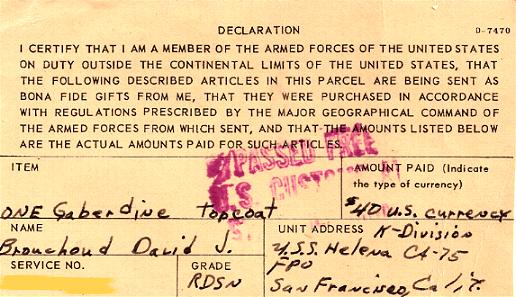 DECLARATION
D-7470
I CERTIFY THAT I AM A MEMBER OF THE ARMED FORCES OF THE UNITED STATES
ON DUTY OUTSIDE THE CONTINENTAL LIMITS OF THE UNITED STATES, THAT
THE FOLLOWING DESCRIBED ARTICLES IN THIS PARCEL ARE BEING SENT AS
BONA FIDE GIFTS FROM ME, THAT THEY WERE PURCHASED IN ACCORDANCE
WITH REGULATIONS PRESCRIBED BY THE MAJOR GEOGRAPHICAL COMMAND OF
THE ARMED FORCES FROM WHICH SENT, AND THAT THE AMOUNTS LISTED BELOW
ARE THE ACTUAL AMOUNTS PAID FOR SUCH ARTICLES.
PASSED FREE
U.S. CUSTOMS
ITEM
ONE Gaberdine topcoat
AMOUNT PAID (Indicate
the type of currency)
$40 U.S. currency
NAME
Brouchoud David J.
UNIT ADDRESS K-Division
U.S.S. Helena CA-75
FPO
San Francisco, Calif.
SERVICE NO.
GRADE
RDSN